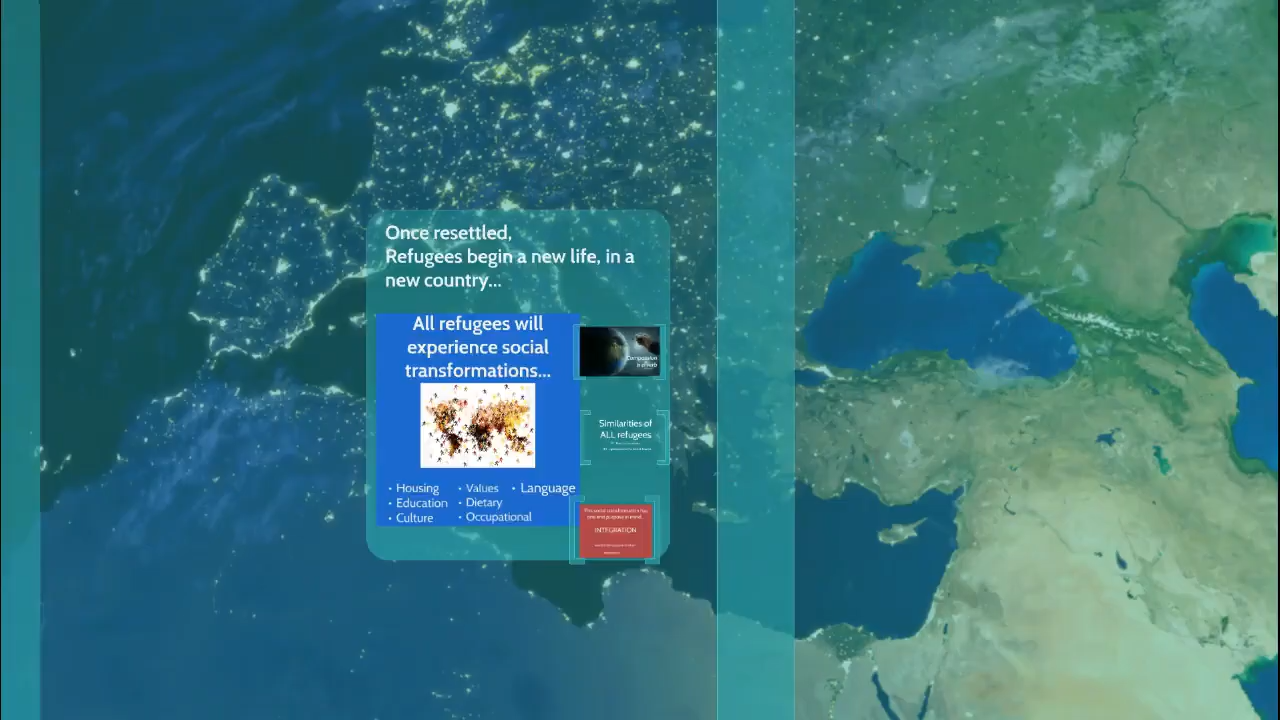 Once resettled,
Refugees begin a new life, in a
new country...
All refugees will
experience social
transformations...
• Housing
• Education
• Culture
• Values
• Dietary
• Occupational
• Language
Compassion
Similarities of
ALL refugees
INTEGRATION